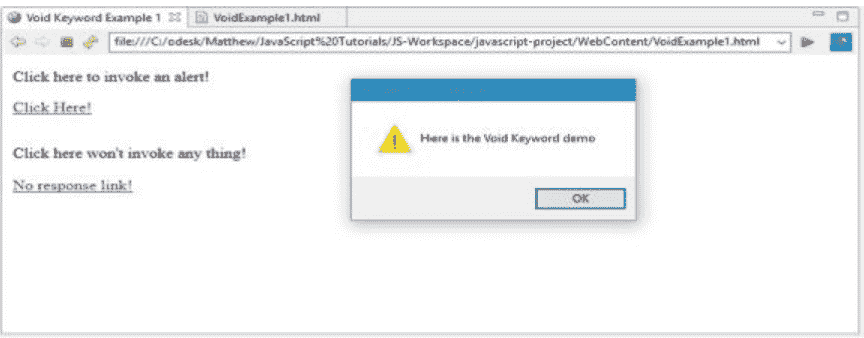 Void Keyword Example 1
VoidExample1.html
file:///C:/odesk/Matthew/JavaScript%20Tutorials/JS-Workspace/javascript-project/WebContent/VoidExample1.html
Click here to invoke an alert!
Click Here!
Here is the Void Keyword demo
Click here won't invoke any thing!
No response link!
OK